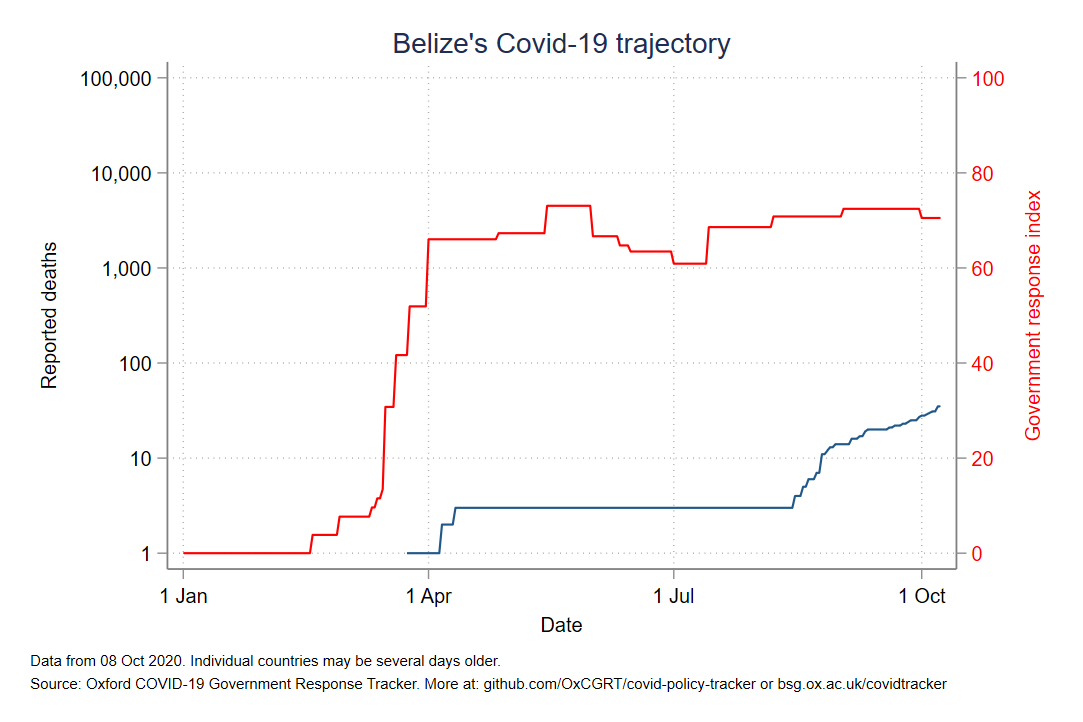 Belize's Covid-19 trajectory
100,000
10,000
1,000
100
10
1
Reported deaths
100
80
60
40
20
0
Government response index
1 Jan
1 Apr
1 Jul
1 Oct
Date
Data from 08 Oct 2020. Individual countries may be several days older.
Source: Oxford COVID-19 Government Response Tracker. More at: github.com/OxCGRT/covid-policy-tracker or bsg.ox.ac.uk/covidtracker